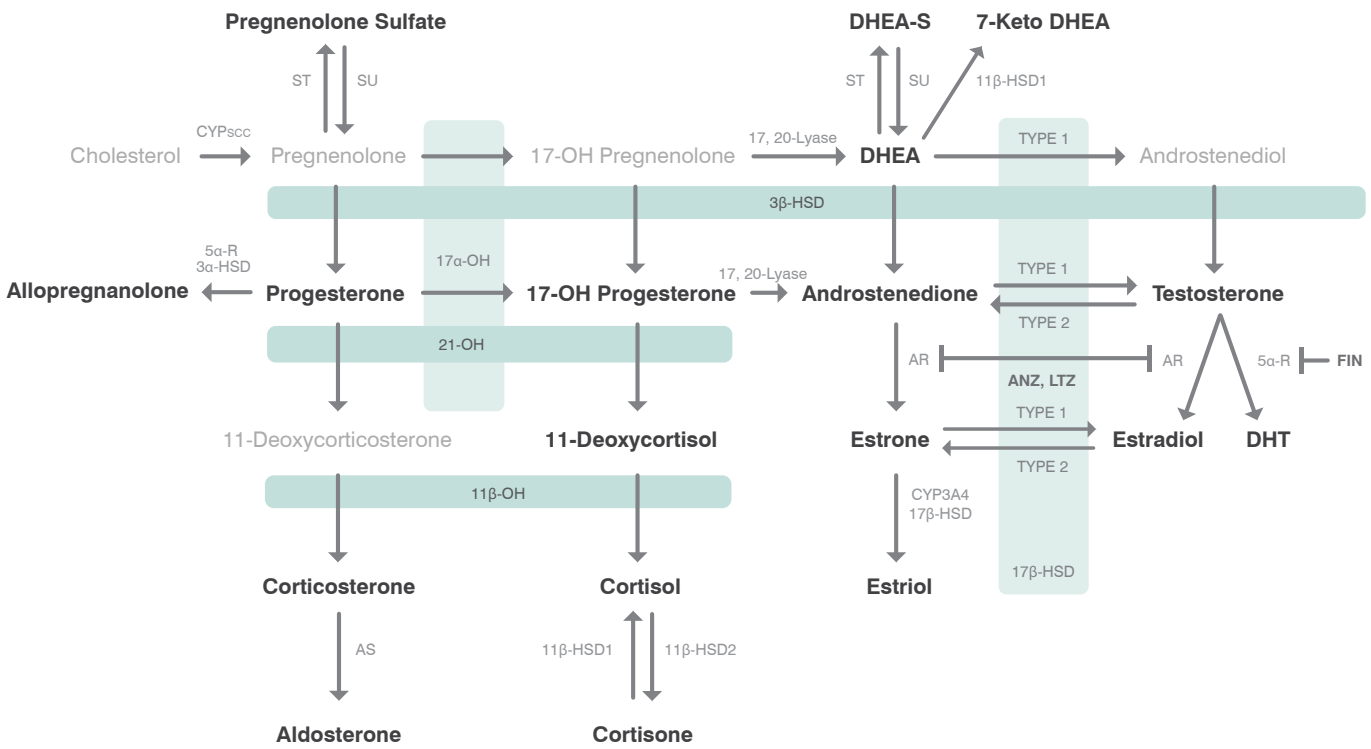 Pregnenolone Sulfate
DHEA-S
7-Keto DHEA
ST
SU
ST
SU
11β-HSD1
CYPscc
17, 20-Lyase
TYPE 1
Cholesterol
Pregnenolone
17-OH Pregnenolone
DHEA
Androstenediol
3β-HSD
5α-R
3α-HSD
17α-OH
17, 20-Lyase
TYPE 1
Allopregnanolone
Progesterone
17-OH Progesterone
Androstenedione
Testosterone
TYPE 2
21-OH
AR
AR
5α-R
FIN
ANZ, LTZ
TYPE 1
11-Deoxycorticosterone
11-Deoxycortisol
Estrone
Estradiol
DHT
TYPE 2
11β-OH
CYP3A4
17β-HSD
17β-HSD
Corticosterone
Cortisol
Estriol
AS
11β-HSD1
11β-HSD2
Aldosterone
Cortisone